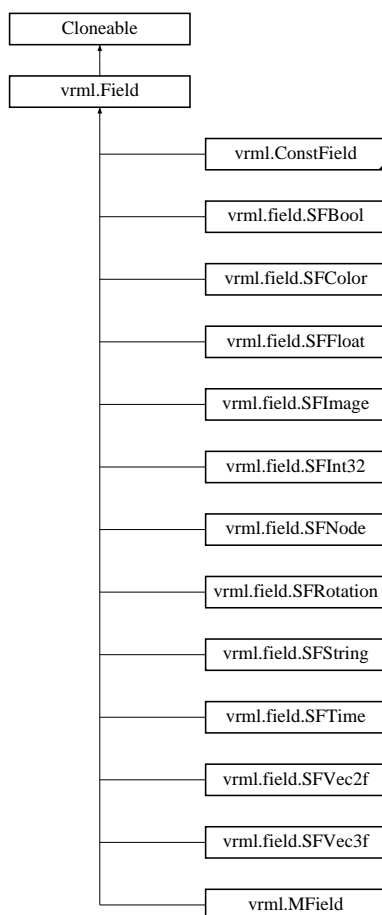 Cloneable
vrml.Field
vrml.ConstField
vrml.field.SFBool
vrml.field.SFColor
vrml.field.SFFloat
vrml.field.SFImage
vrml.field.SFInt32
vrml.field.SFNode
vrml.field.SFRotation
vrml.field.SFString
vrml.field.SFTime
vrml.field.SFVec2f
vrml.field.SFVec3f
vrml.MField